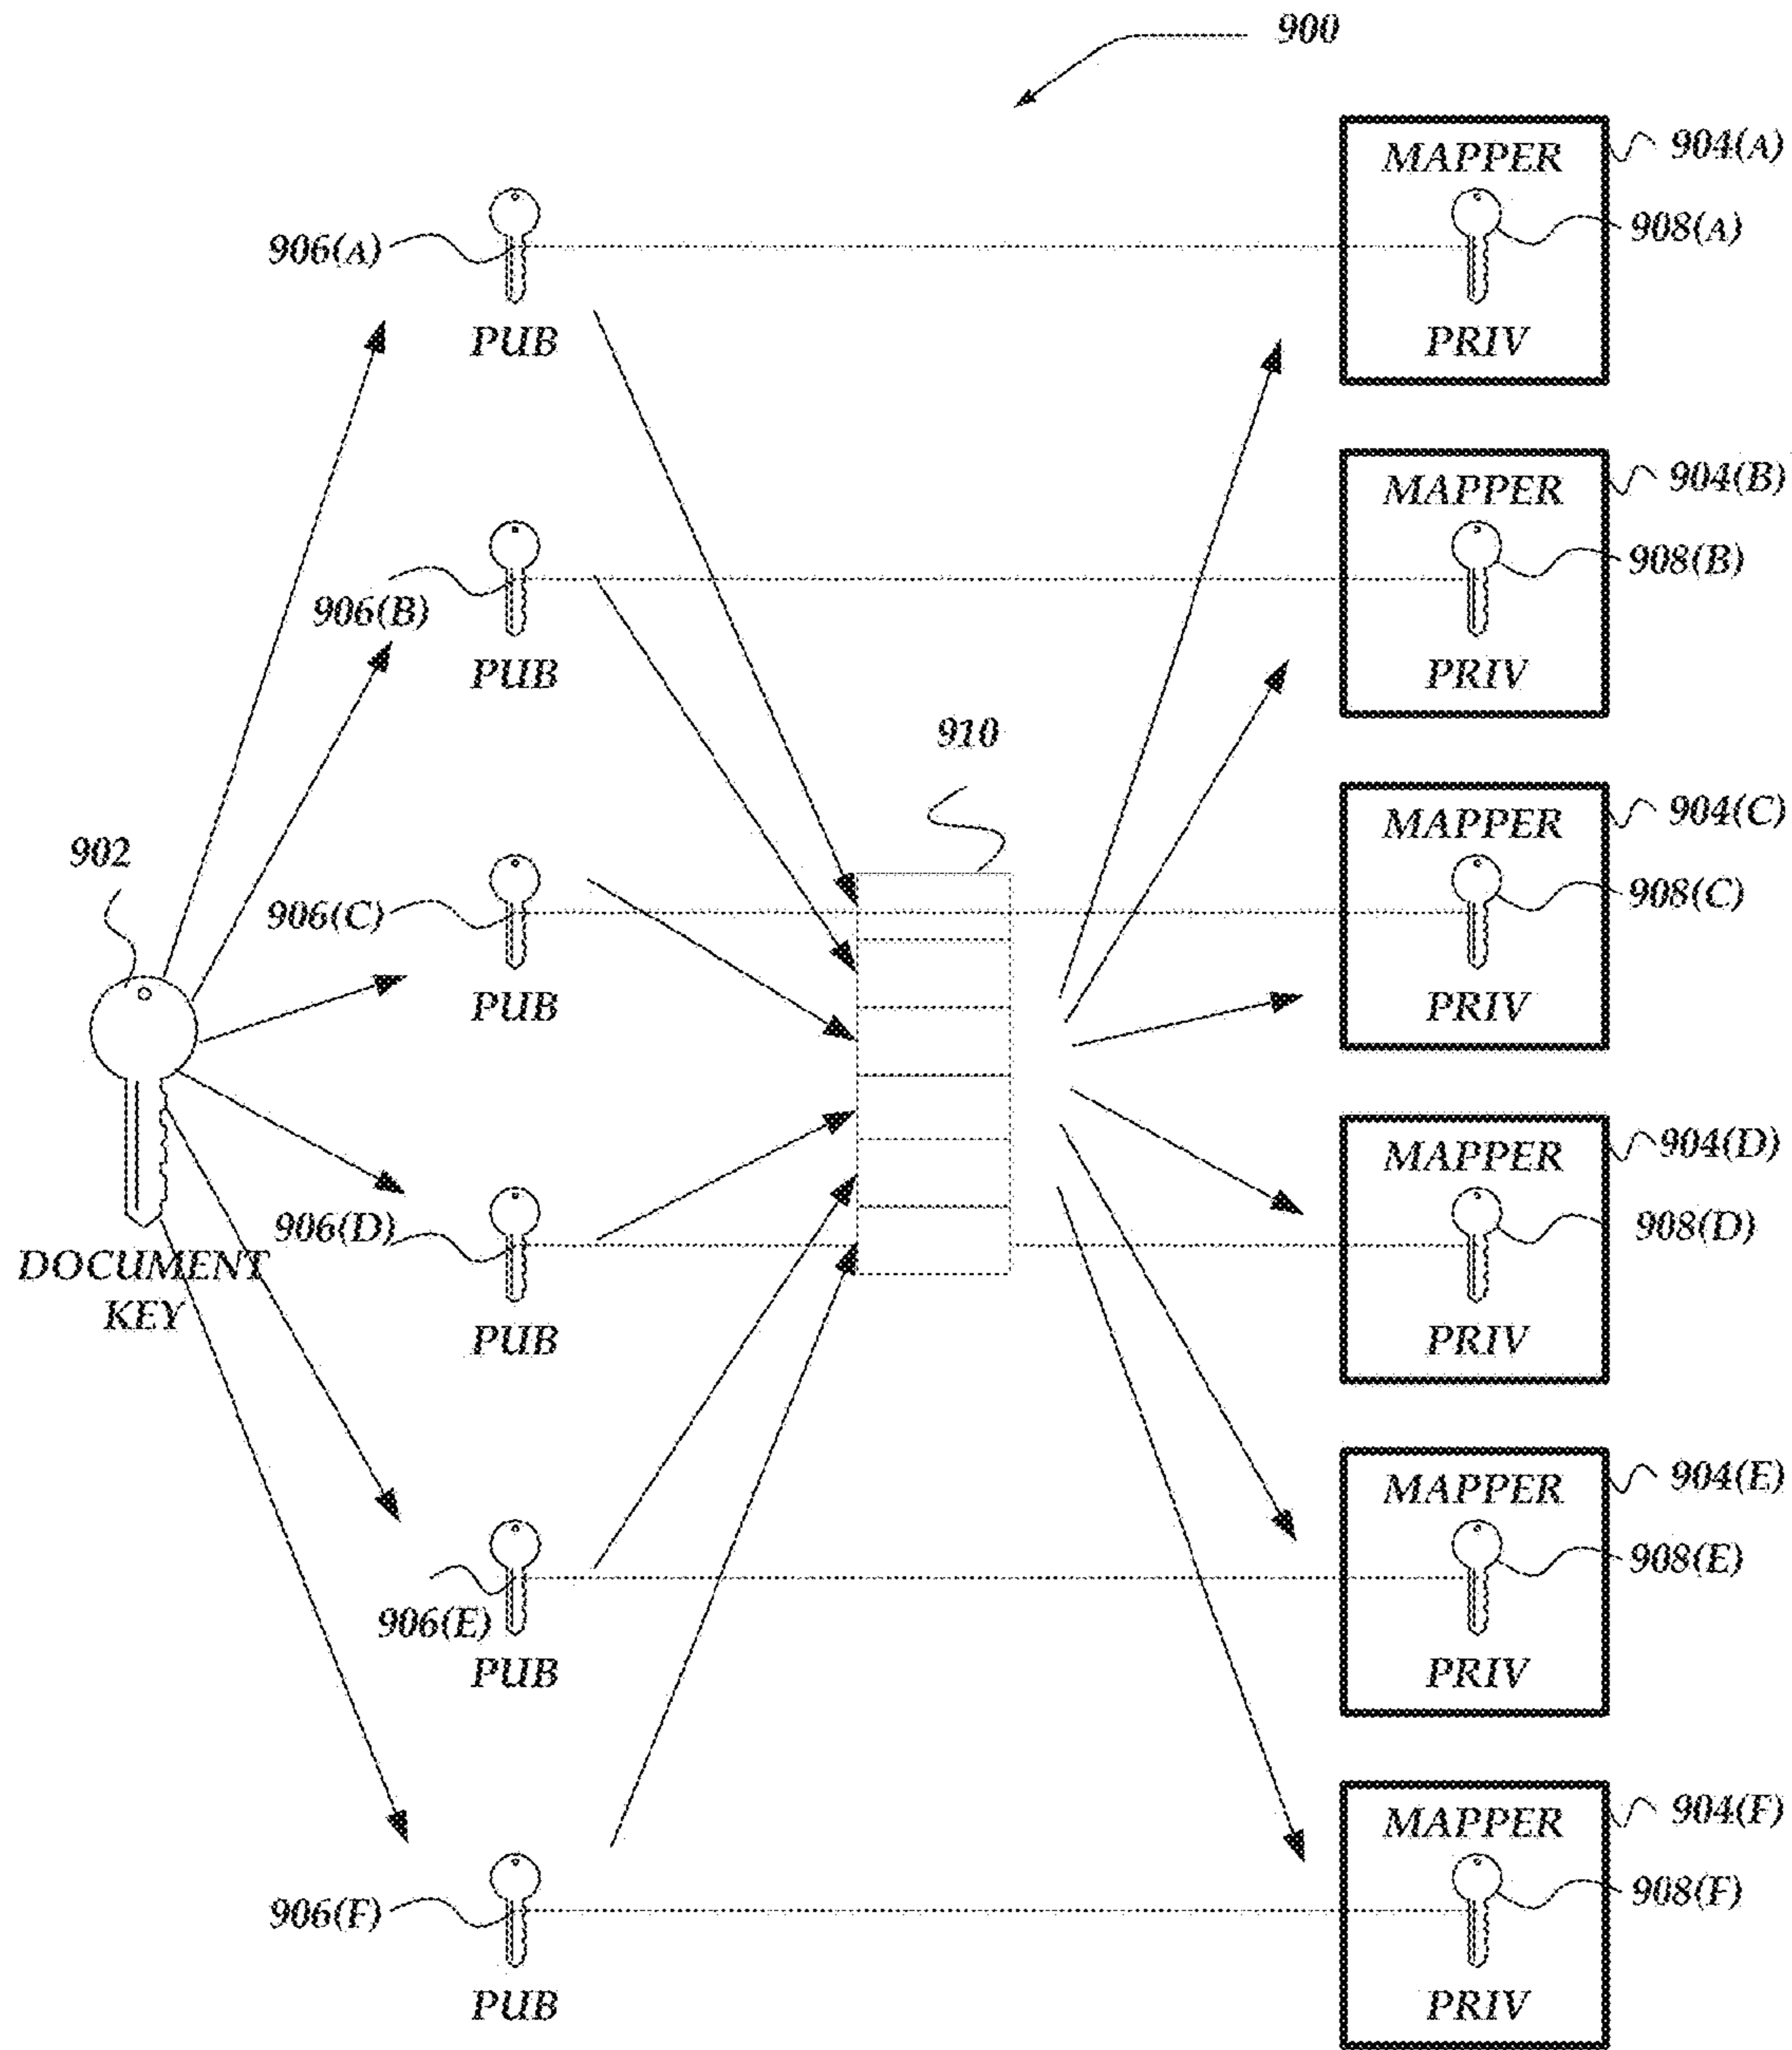 900
MAPPER
904(A)
906(A)
908(A)
PUB
PRIV
MAPPER
904(B)
906(B)
908(B)
PUB
PRIV
910
MAPPER
904(C)
902
906(C)
908(C)
PUB
PRIV
MAPPER
904(D)
906(D)
908(D)
DOCUMENT
KEY
PUB
PRIV
MAPPER
904(E)
906(E)
908(E)
PUB
PRIV
MAPPER
904(F)
906(F)
908(F)
PUB
PRIV